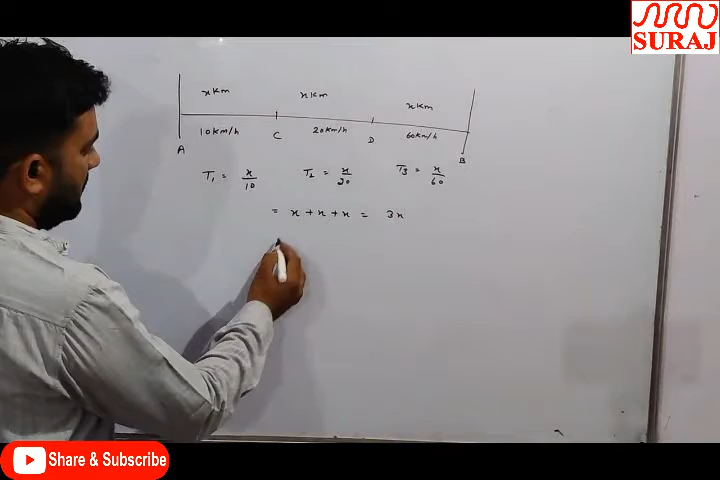 SURAJ
x km x km x km
10 km/h C 20 km/h D 60 km/h
A B
T₁ = x/10 T₂ = x/20 T₃ = x/60
= x + x + x = 3x
Share & Subscribe